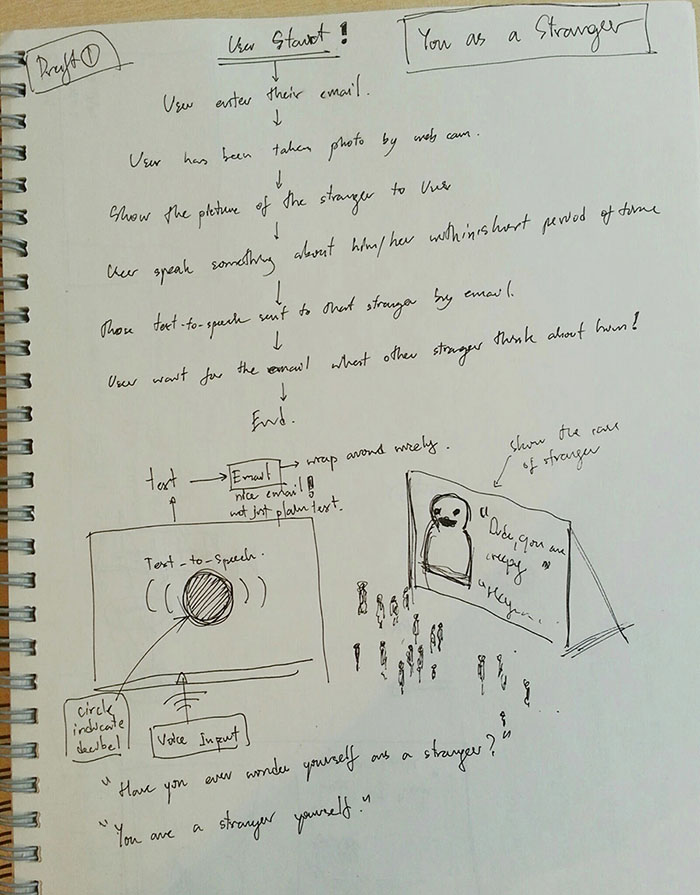 Draft ①
User Start!
You as a Stranger
User enter their email.
User has been taken photo by web cam.
Show the picture of the stranger to User
User speak something about him/her within short period of time
Those text-to-speech sent to that stranger by email.
User wait for the email what other stranger think about him!
End.
text → Email → wrap around nicely.
nice email!
not just plain text.
Show the
of stranger
Text-to-Speech.
"Dude, you are
creepy"
circle
indicate
decibel
Voice Input
"Have you ever wonder yourself as a stranger?"
"You are a stranger yourself."